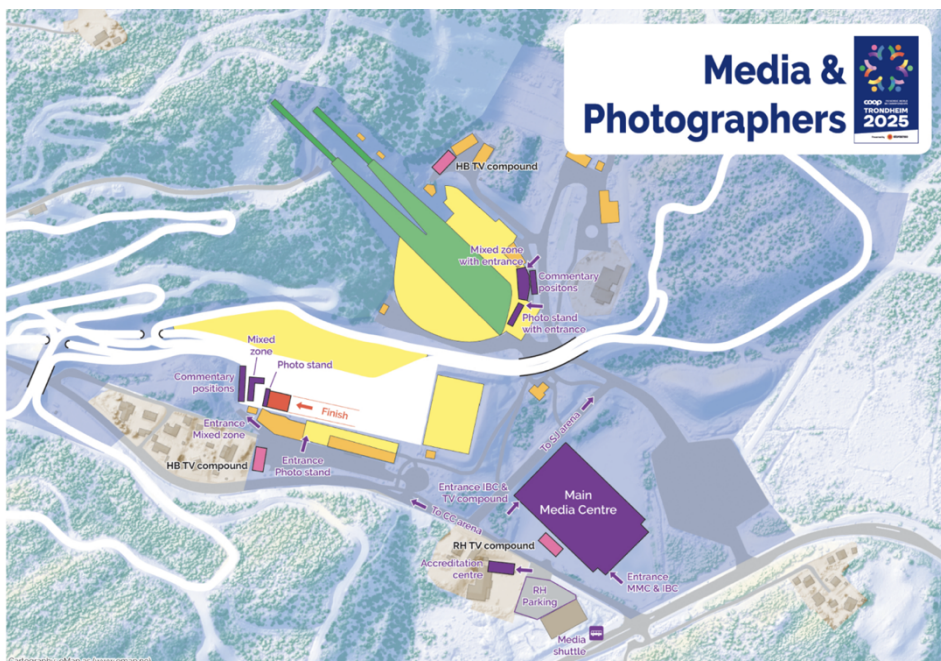 Media &
Photographers
coop
TRONDHEIM
2025
HB TV compound
Mixed zone
with entrance
Commentary
positons
Photo stand
with entrance
Mixed
zone
Photo stand
Commentary
positions
Finish
Entrance
Mixed zone
HB TV compound
Entrance
Photo stand
To SJ arena
Entrance IBC &
TV compound
Main
Media Centre
To CC arena
RH TV compound
Accreditation
centre
Entrance
MMC & IBC
RH
Parking
Media
shuttle